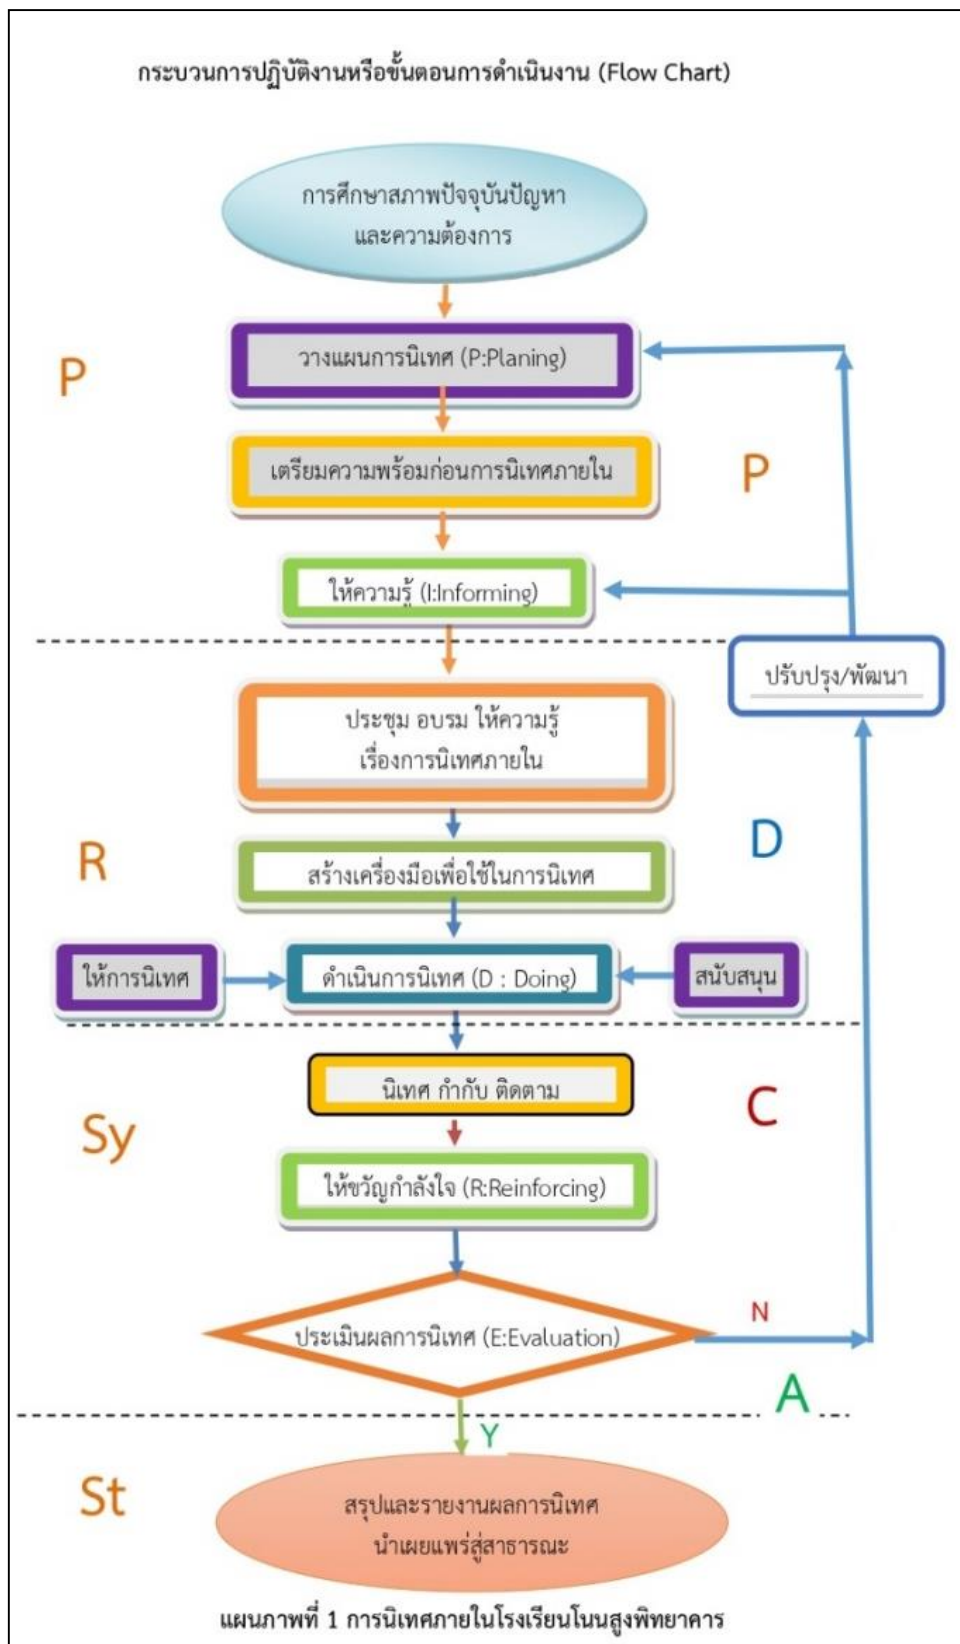 กระบวนการปฏิบัติงานหรือขั้นตอนการดำเนินงาน (Flow Chart)
การศึกษาสภาพปัจจุบันปัญหา
และความต้องการ
P
วางแผนการนิเทศ (P:Planing)
เตรียมความพร้อมก่อนการนิเทศภายใน
P
ให้ความรู้ (I:Informing)
ปรับปรุง/พัฒนา
ประชุม อบรม ให้ความรู้
เรื่องการนิเทศภายใน
R
D
สร้างเครื่องมือเพื่อใช้ในการนิเทศ
ให้การนิเทศ
ดำเนินการนิเทศ (D : Doing)
สนับสนุน
นิเทศ กำกับ ติดตาม
Sy
C
ให้ขวัญกำลังใจ (R:Reinforcing)
ประเมินผลการนิเทศ (E:Evaluation)
N
A
Y
St
สรุปและรายงานผลการนิเทศ
นำเผยแพร่สู่สาธารณะ
แผนภาพที่ 1 การนิเทศภายในโรงเรียนโนนสูงพิทยาคาร